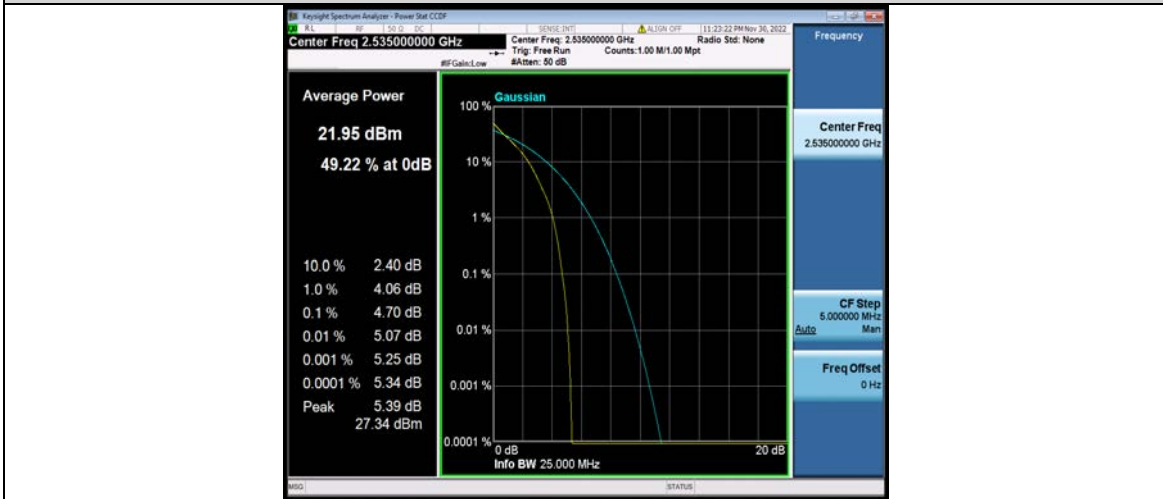 Keysight Spectrum Analyzer - Power Stat CCDF
RL RF 50 Ω DC SENSE:INT ALIGN OFF 11:23:22 PM Nov 30, 2022
Center Freq 2.535000000 GHz
Center Freq: 2.535000000 GHz Radio Std: None
Trig: Free Run Counts:1.00 M/1.00 Mpt
#IFGain:Low #Atten: 50 dB
Frequency
Average Power
21.95 dBm
49.22 % at 0dB
10.0 % 2.40 dB
1.0 % 4.06 dB
0.1 % 4.70 dB
0.01 % 5.07 dB
0.001 % 5.25 dB
0.0001 % 5.34 dB
Peak 5.39 dB
27.34 dBm
Gaussian
100 %
10 %
1 %
0.1 %
0.01 %
0.001 %
0.0001 %
0 dB 20 dB
Info BW 25.000 MHz
Center Freq
2.535000000 GHz
CF Step
5.000000 MHz
Auto Man
Freq Offset
0 Hz
MSG STATUS